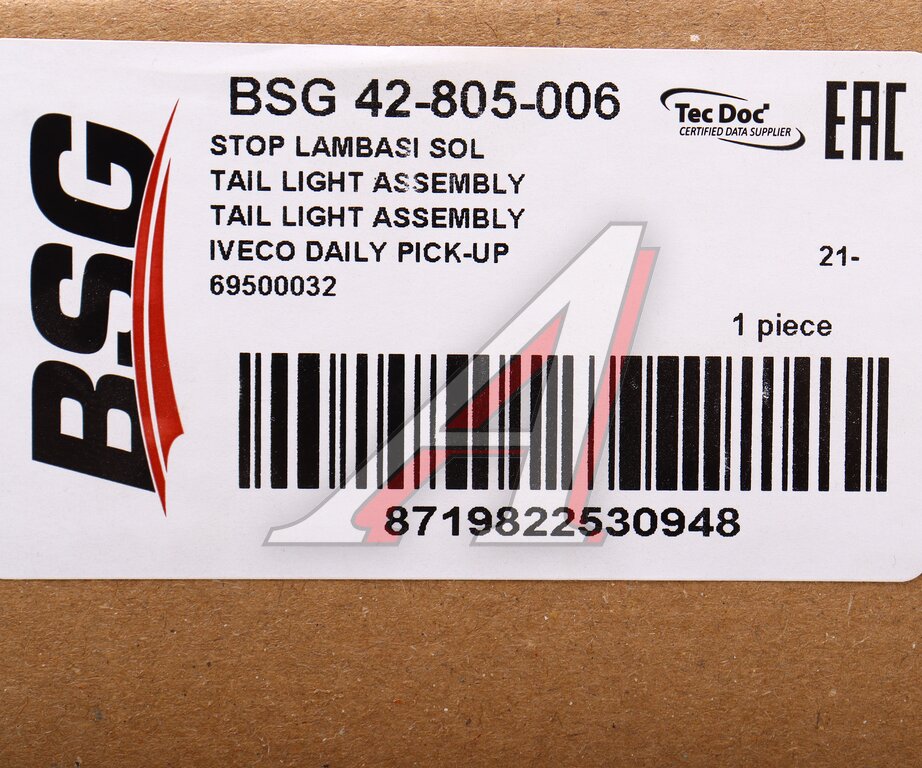 BSG
BSG 42-805-006
Tec Doc
CERTIFIED DATA SUPPLIER
EAC
STOP LAMBASI SOL
TAIL LIGHT ASSEMBLY
TAIL LIGHT ASSEMBLY
IVECO DAILY PICK-UP
21-
69500032
1 piece
8719822530948